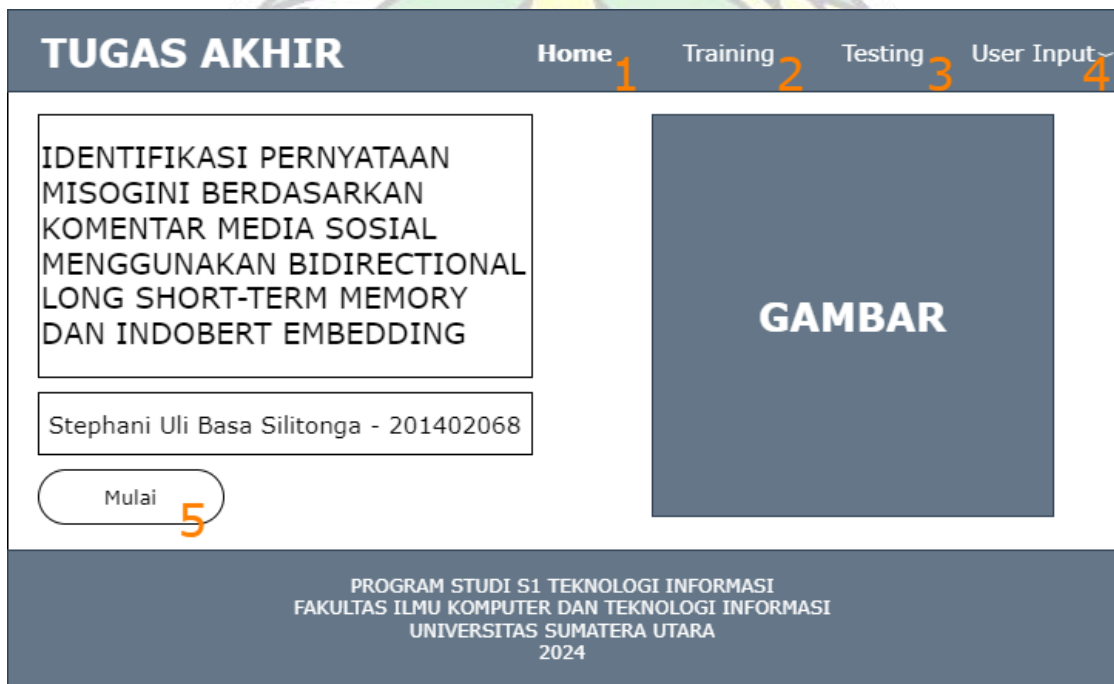 TUGAS AKHIR
Home 1 Training 2 Testing 3 User Input 4
IDENTIFIKASI PERNYATAAN
MISOGINI BERDASARKAN
KOMENTAR MEDIA SOSIAL
MENGGUNAKAN BIDIRECTIONAL
LONG SHORT-TERM MEMORY
DAN INDOBERT EMBEDDING
Stephani Uli Basa Silitonga - 201402068
Mulai 5
GAMBAR
PROGRAM STUDI S1 TEKNOLOGI INFORMASI
FAKULTAS ILMU KOMPUTER DAN TEKNOLOGI INFORMASI
UNIVERSITAS SUMATERA UTARA
2024